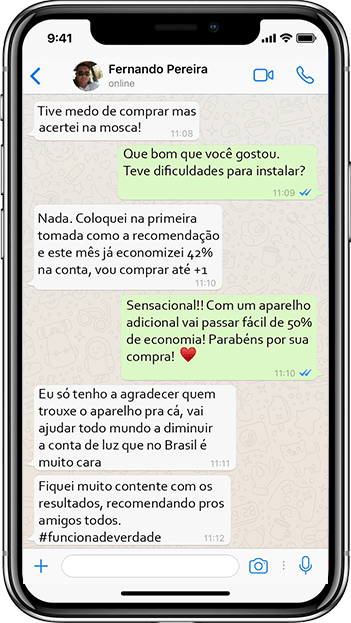 9:41
Fernando Pereira
online
Tive medo de comprar mas
acertei na mosca!
11:08
Que bom que você gostou.
Teve dificuldades para instalar?
11:09
Nada. Coloquei na primeira
tomada como a recomendação
e este mês já economizei 42%
na conta, vou comprar até +1
11:10
Sensacional!! Com um aparelho
adicional vai passar fácil de 50%
de economia! Parabéns por sua
compra! ♥
11:10
Eu só tenho a agradecer quem
trouxe o aparelho pra cá, vai
ajudar todo mundo a diminuir
a conta de luz que no Brasil é
muito cara
11:11
Fiquei muito contente com os
resultados, recomendando pros
amigos todos.
#funcionadeverdade
11:12